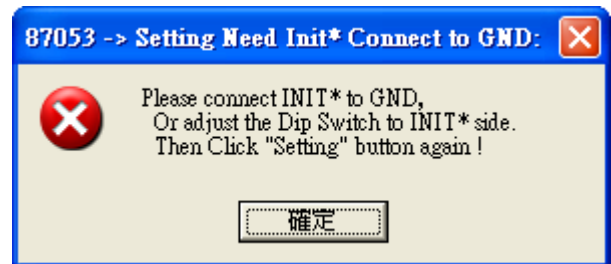 87053 -> Setting Need Init* Connect to GND:
Please connect INIT* to GND,
Or adjust the Dip Switch to INIT* side.
Then Click "Setting" button again !
確定